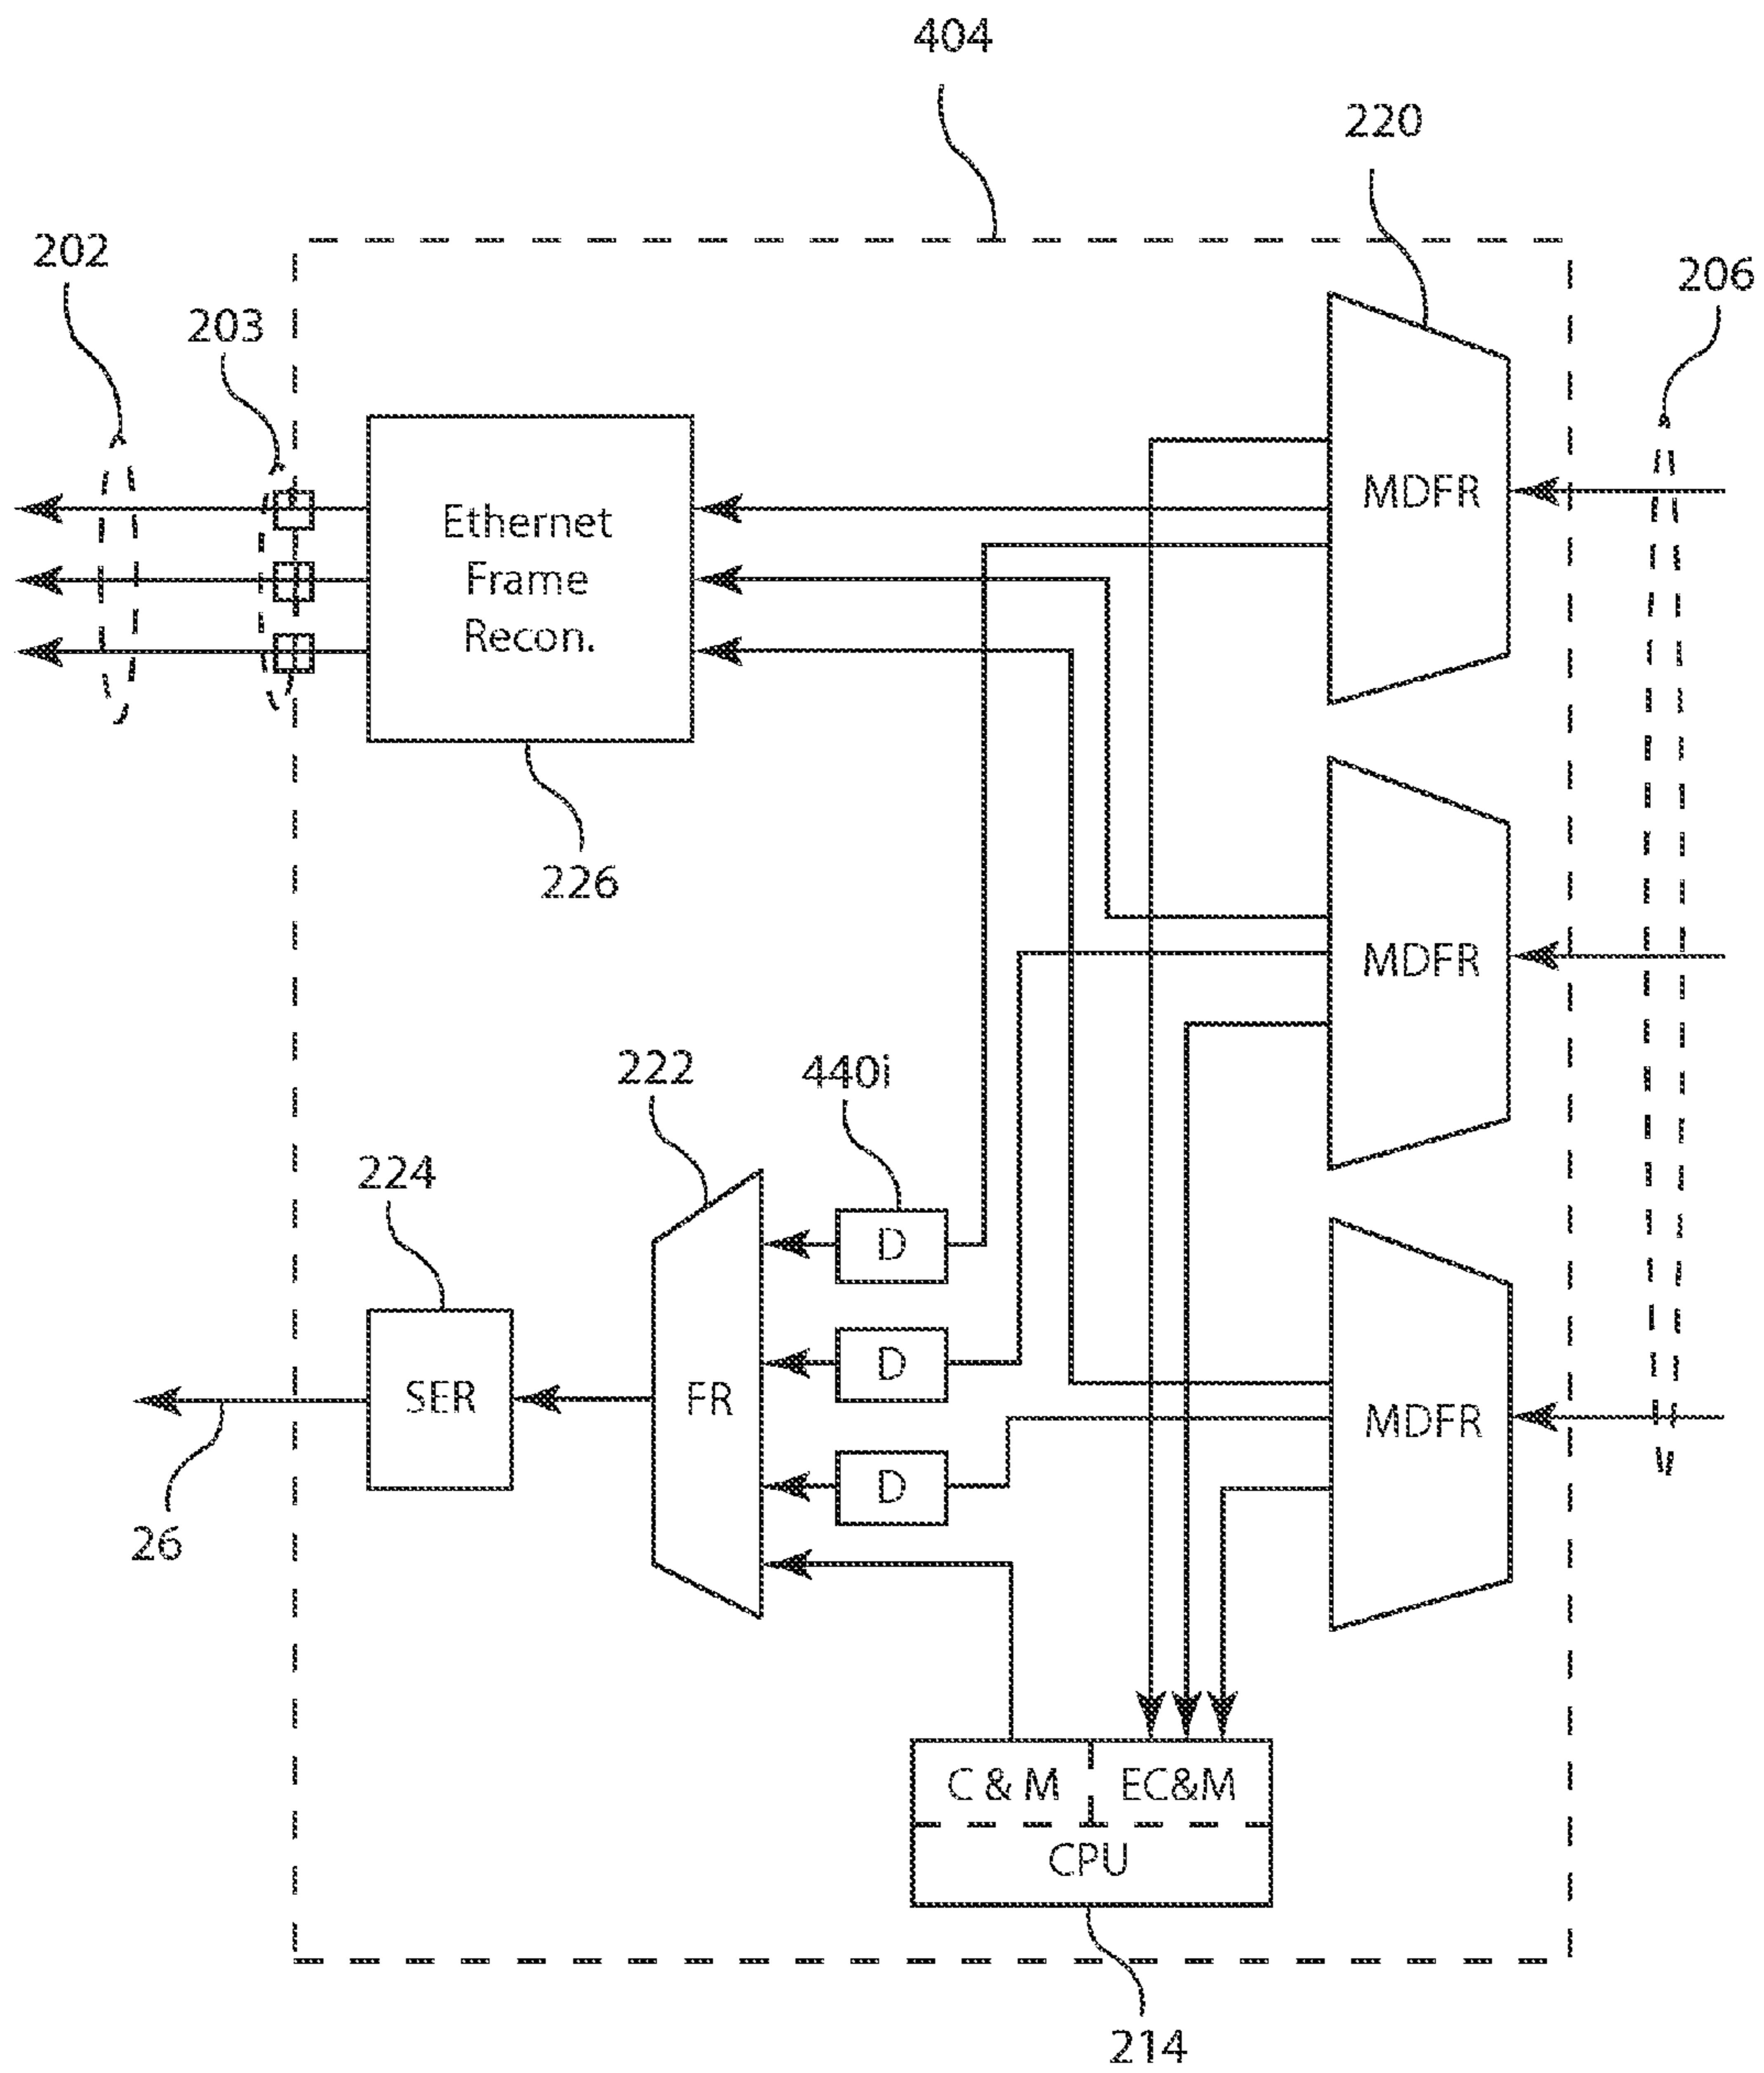 404
220
202
206
203
MDFR
Ethernet
Frame
Recon.
226
MDFR
222
440i
224
D
D
SER
FR
MDFR
D
26
C & M
EC&M
CPU
214